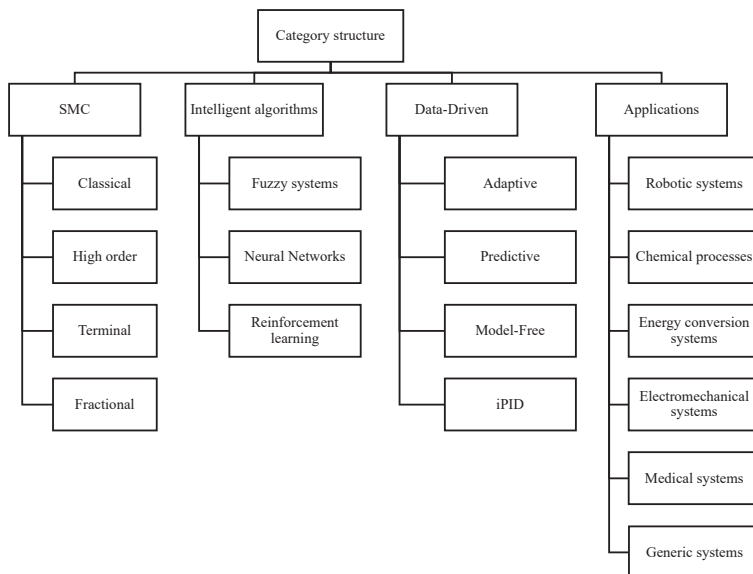 Category structure
SMC
Classical
High order
Terminal
Fractional
Intelligent algorithms
Fuzzy systems
Neural Networks
Reinforcement
learning
Data-Driven
Adaptive
Predictive
Model-Free
iPID
Applications
Robotic systems
Chemical processes
Energy conversion
systems
Electromechanical
systems
Medical systems
Generic systems